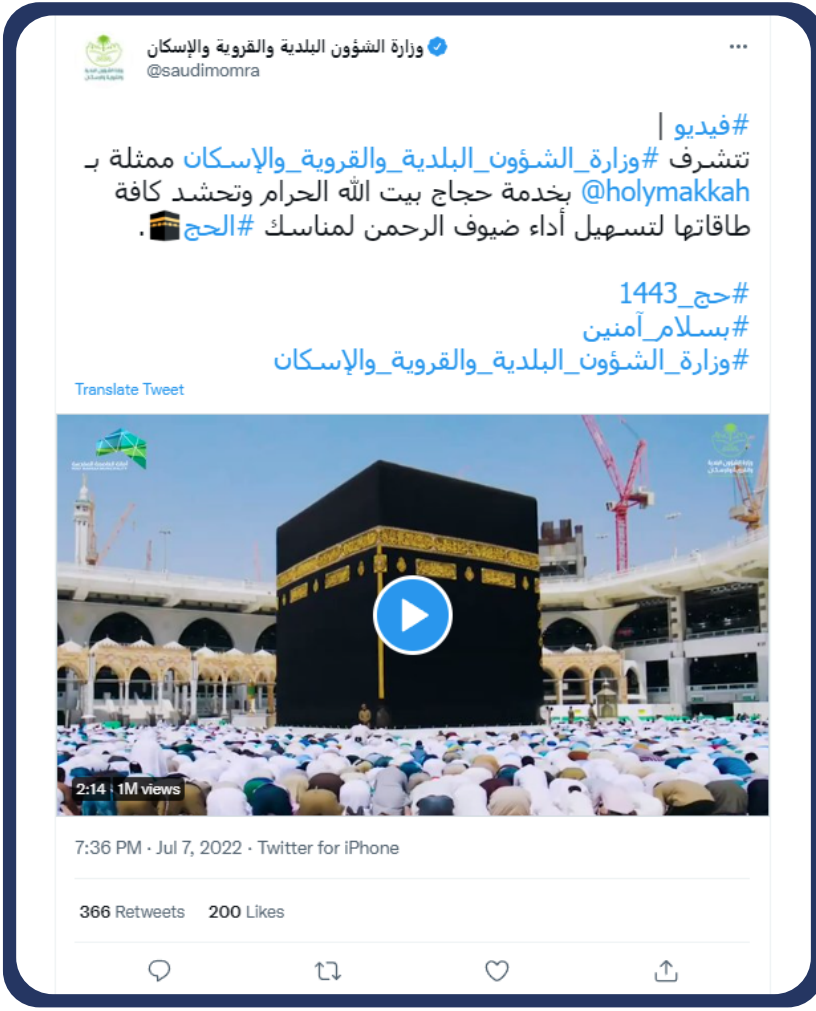 وزارة الشؤون البلدية والقروية والإسكان
@saudimomra
#فيديو |
تتشرف #وزارة_الشؤون_البلدية_والقروية_والإسكان ممثلة بـ
@holymakkah بخدمة حجاج بيت الله الحرام وتحشد كافة
طاقاتها لتسهيل أداء ضيوف الرحمن لمناسك #الحج🕋.
#حج_1443
#بسلام_آمنين
#وزارة_الشؤون_البلدية_والقروية_والإسكان
Translate Tweet
2:14 · 1M views
7:36 PM · Jul 7, 2022 · Twitter for iPhone
366 Retweets 200 Likes